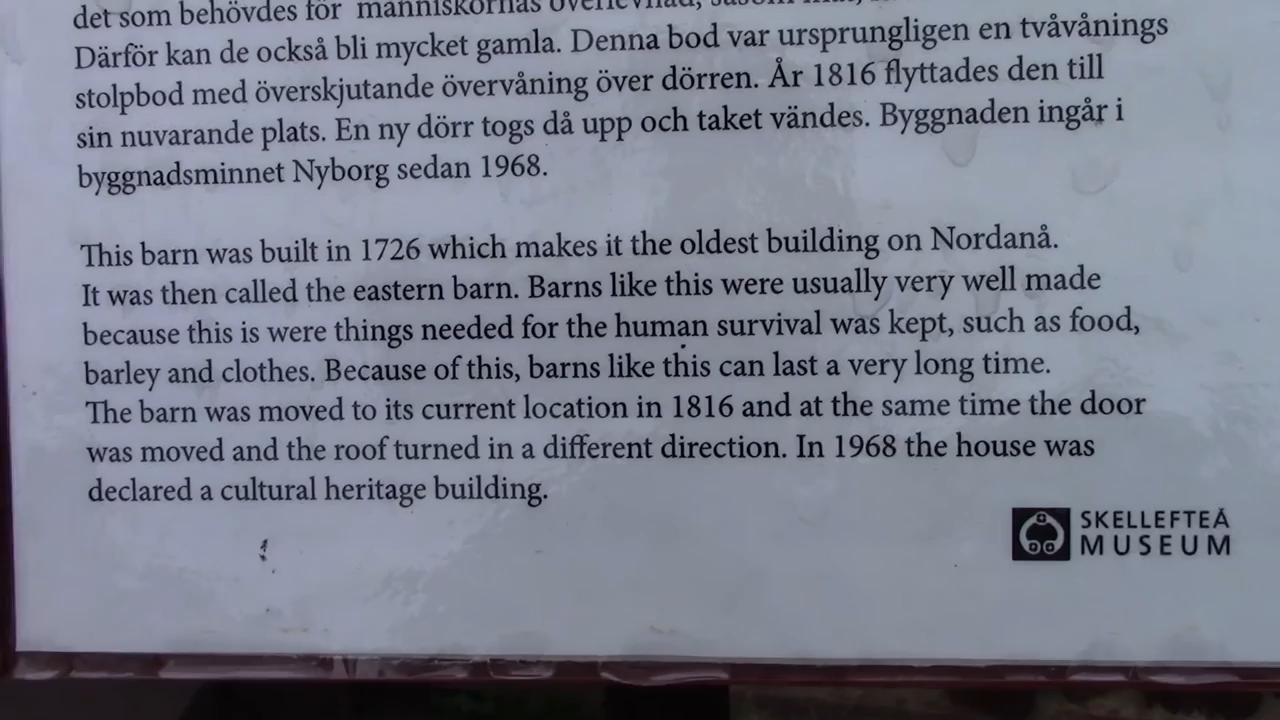 det som behövdes för människornas överlevnad, såsom mat,
Därför kan de också bli mycket gamla. Denna bod var ursprungligen en tvåvånings
stolpbod med överskjutande övervåning över dörren. År 1816 flyttades den till
sin nuvarande plats. En ny dörr togs då upp och taket vändes. Byggnaden ingår i
byggnadsminnet Nyborg sedan 1968.
This barn was built in 1726 which makes it the oldest building on Nordanå.
It was then called the eastern barn. Barns like this were usually very well made
because this is were things needed for the human survival was kept, such as food,
barley and clothes. Because of this, barns like this can last a very long time.
The barn was moved to its current location in 1816 and at the same time the door
was moved and the roof turned in a different direction. In 1968 the house was
declared a cultural heritage building.
SKELLEFTEÅ
MUSEUM